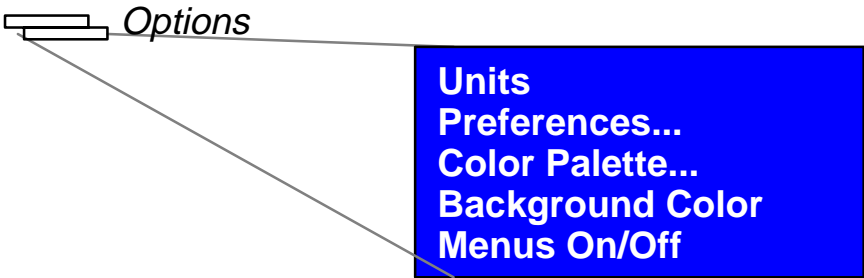 Options
Units
Preferences...
Color Palette...
Background Color
Menus On/Off